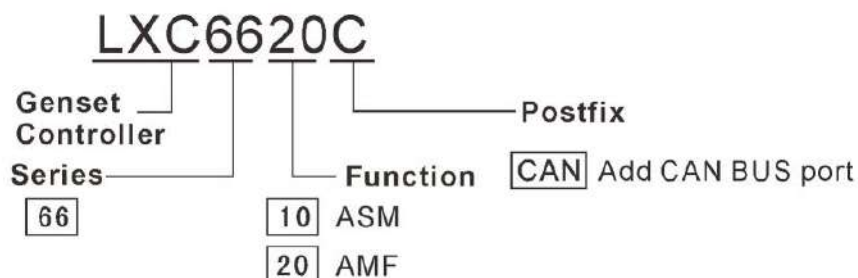 LXC6620C
Genset
Controller
Postfix
Series
Function
CAN Add CAN BUS port
66
10 ASM
20 AMF